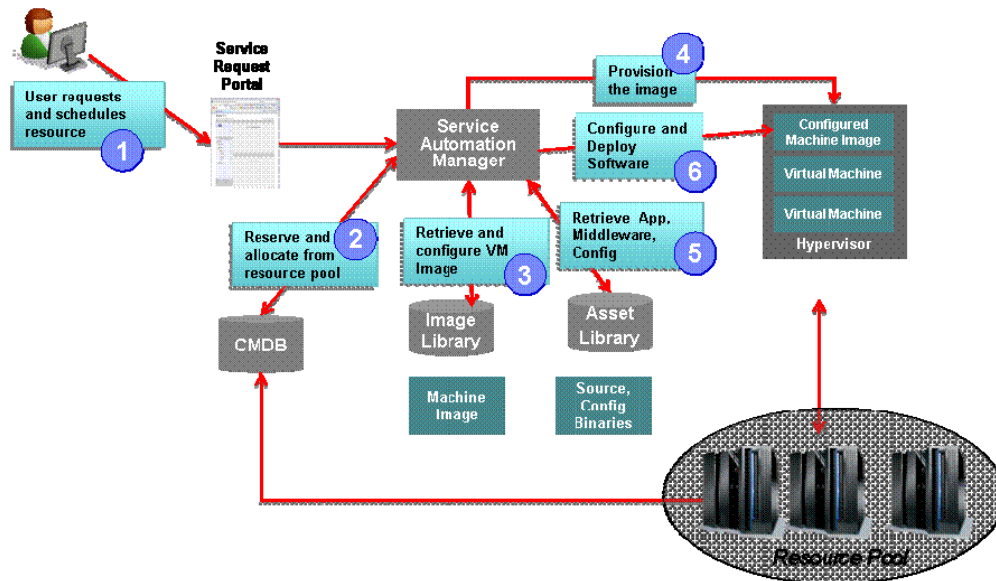 Service
Request
Portal
User requests
and schedules
resource
1
Service
Automation
Manager
4
Provision
the image
Configure and
Deploy
Software
6
Configured
Machine Image
Virtual Machine
Virtual Machine
Hypervisor
2
Reserve and
allocate from
resource pool
Retrieve and
configure VM
Image
3
Retrieve App,
Middleware,
Config
5
CMDB
Image
Library
Asset
Library
Machine
Image
Source,
Config
Binaries
Resource Pool